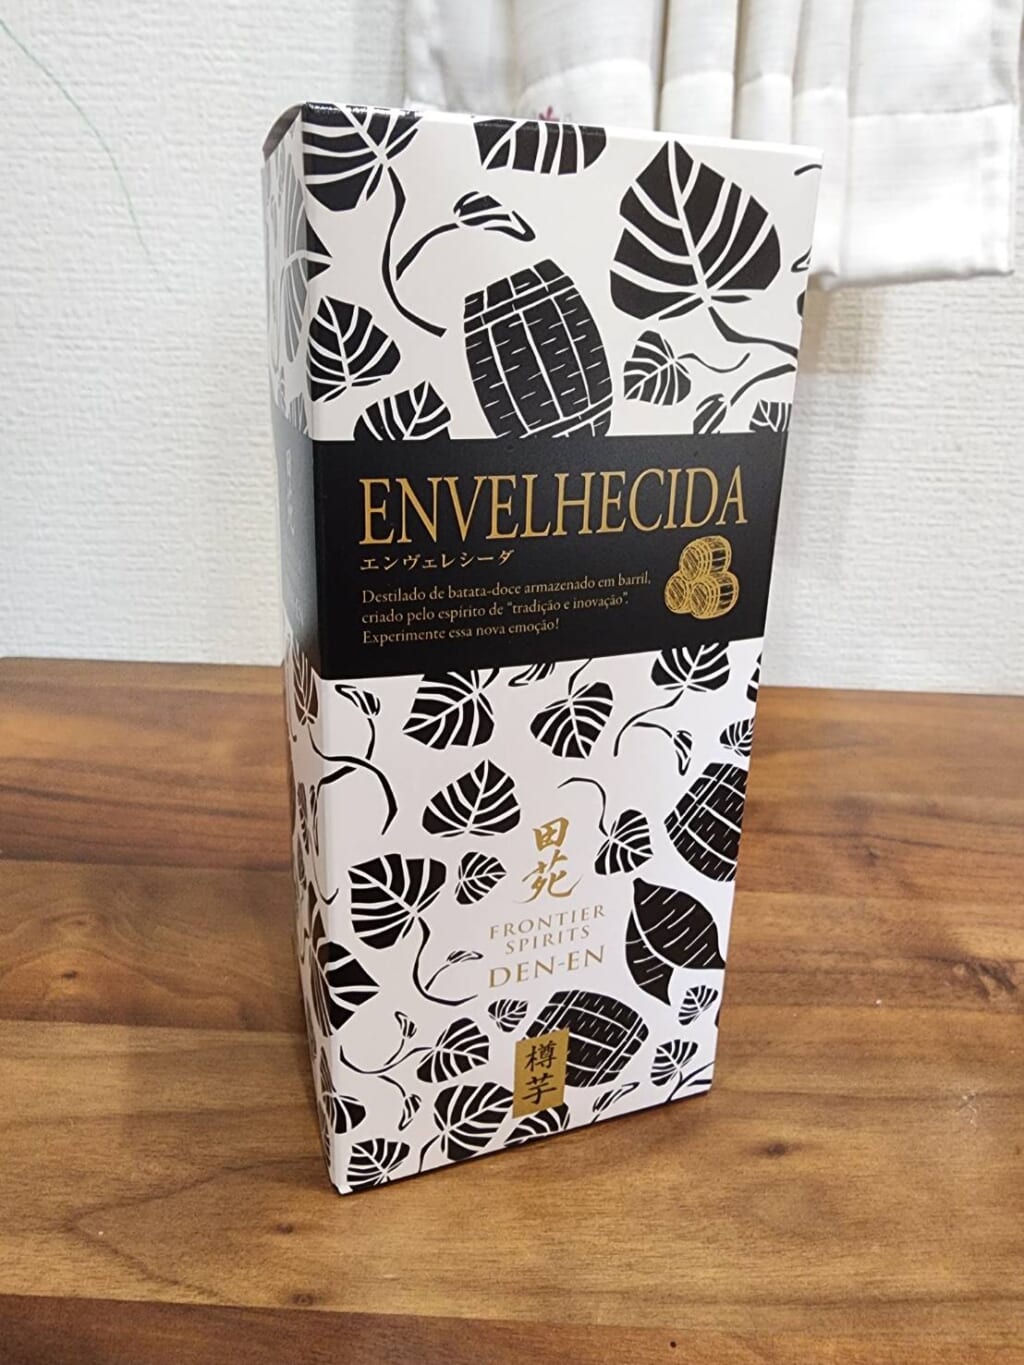 ENVELHECIDA
エンヴェレシーダ
Destilado de batata-doce armazenado em barril,
criado pelo espírito de "tradição e inovação".
Experimente essa nova emoção!
田
苑
FRONTIER
SPIRITS
DEN-EN
樽
芋